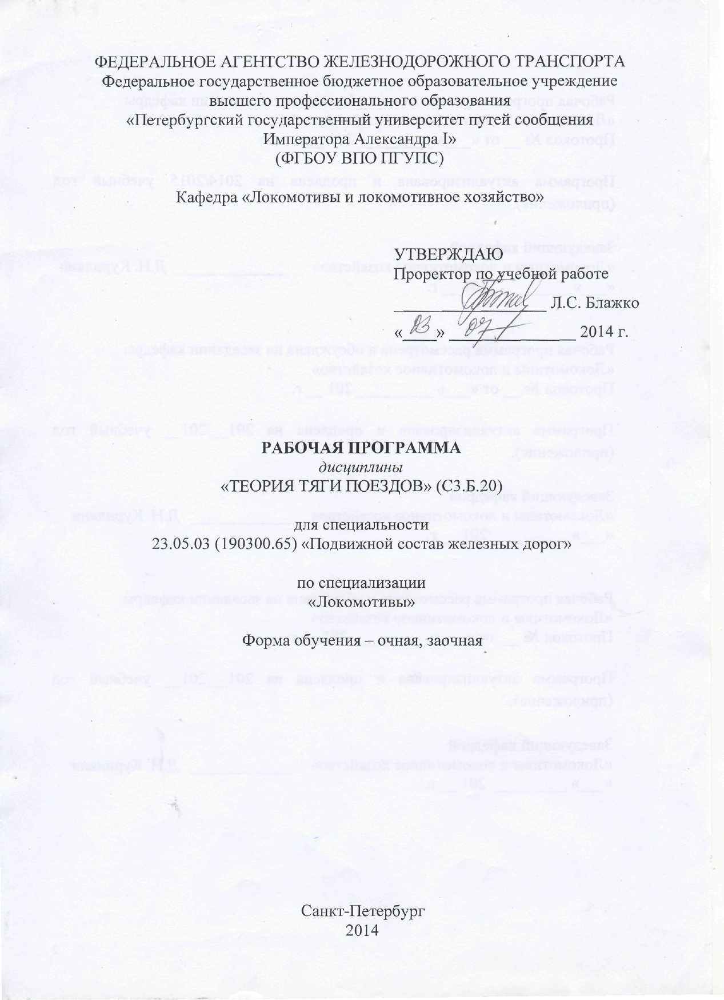 ФЕДЕРАЛЬНОЕ АГЕНТСТВО ЖЕЛЕЗНОДОРОЖНОГО ТРАНСПОРТА
Федеральное государственное бюджетное образовательное учреждение
высшего профессионального образования
«Петербургский государственный университет путей сообщения
Императора Александра I»
(ФГБОУ ВПО ПГУПС)
Кафедра «Локомотивы и локомотивное хозяйство»
УТВЕРЖДАЮ
Проректор по учебной работе
Л.С. Блажко
«03» 07 2014 г.
РАБОЧАЯ ПРОГРАММА
дисциплины
«ТЕОРИЯ ТЯГИ ПОЕЗДОВ» (С3.Б.20)
для специальности
23.05.03 (190300.65) «Подвижной состав железных дорог»
по специализации
«Локомотивы»
Форма обучения – очная, заочная
Санкт-Петербург
2014